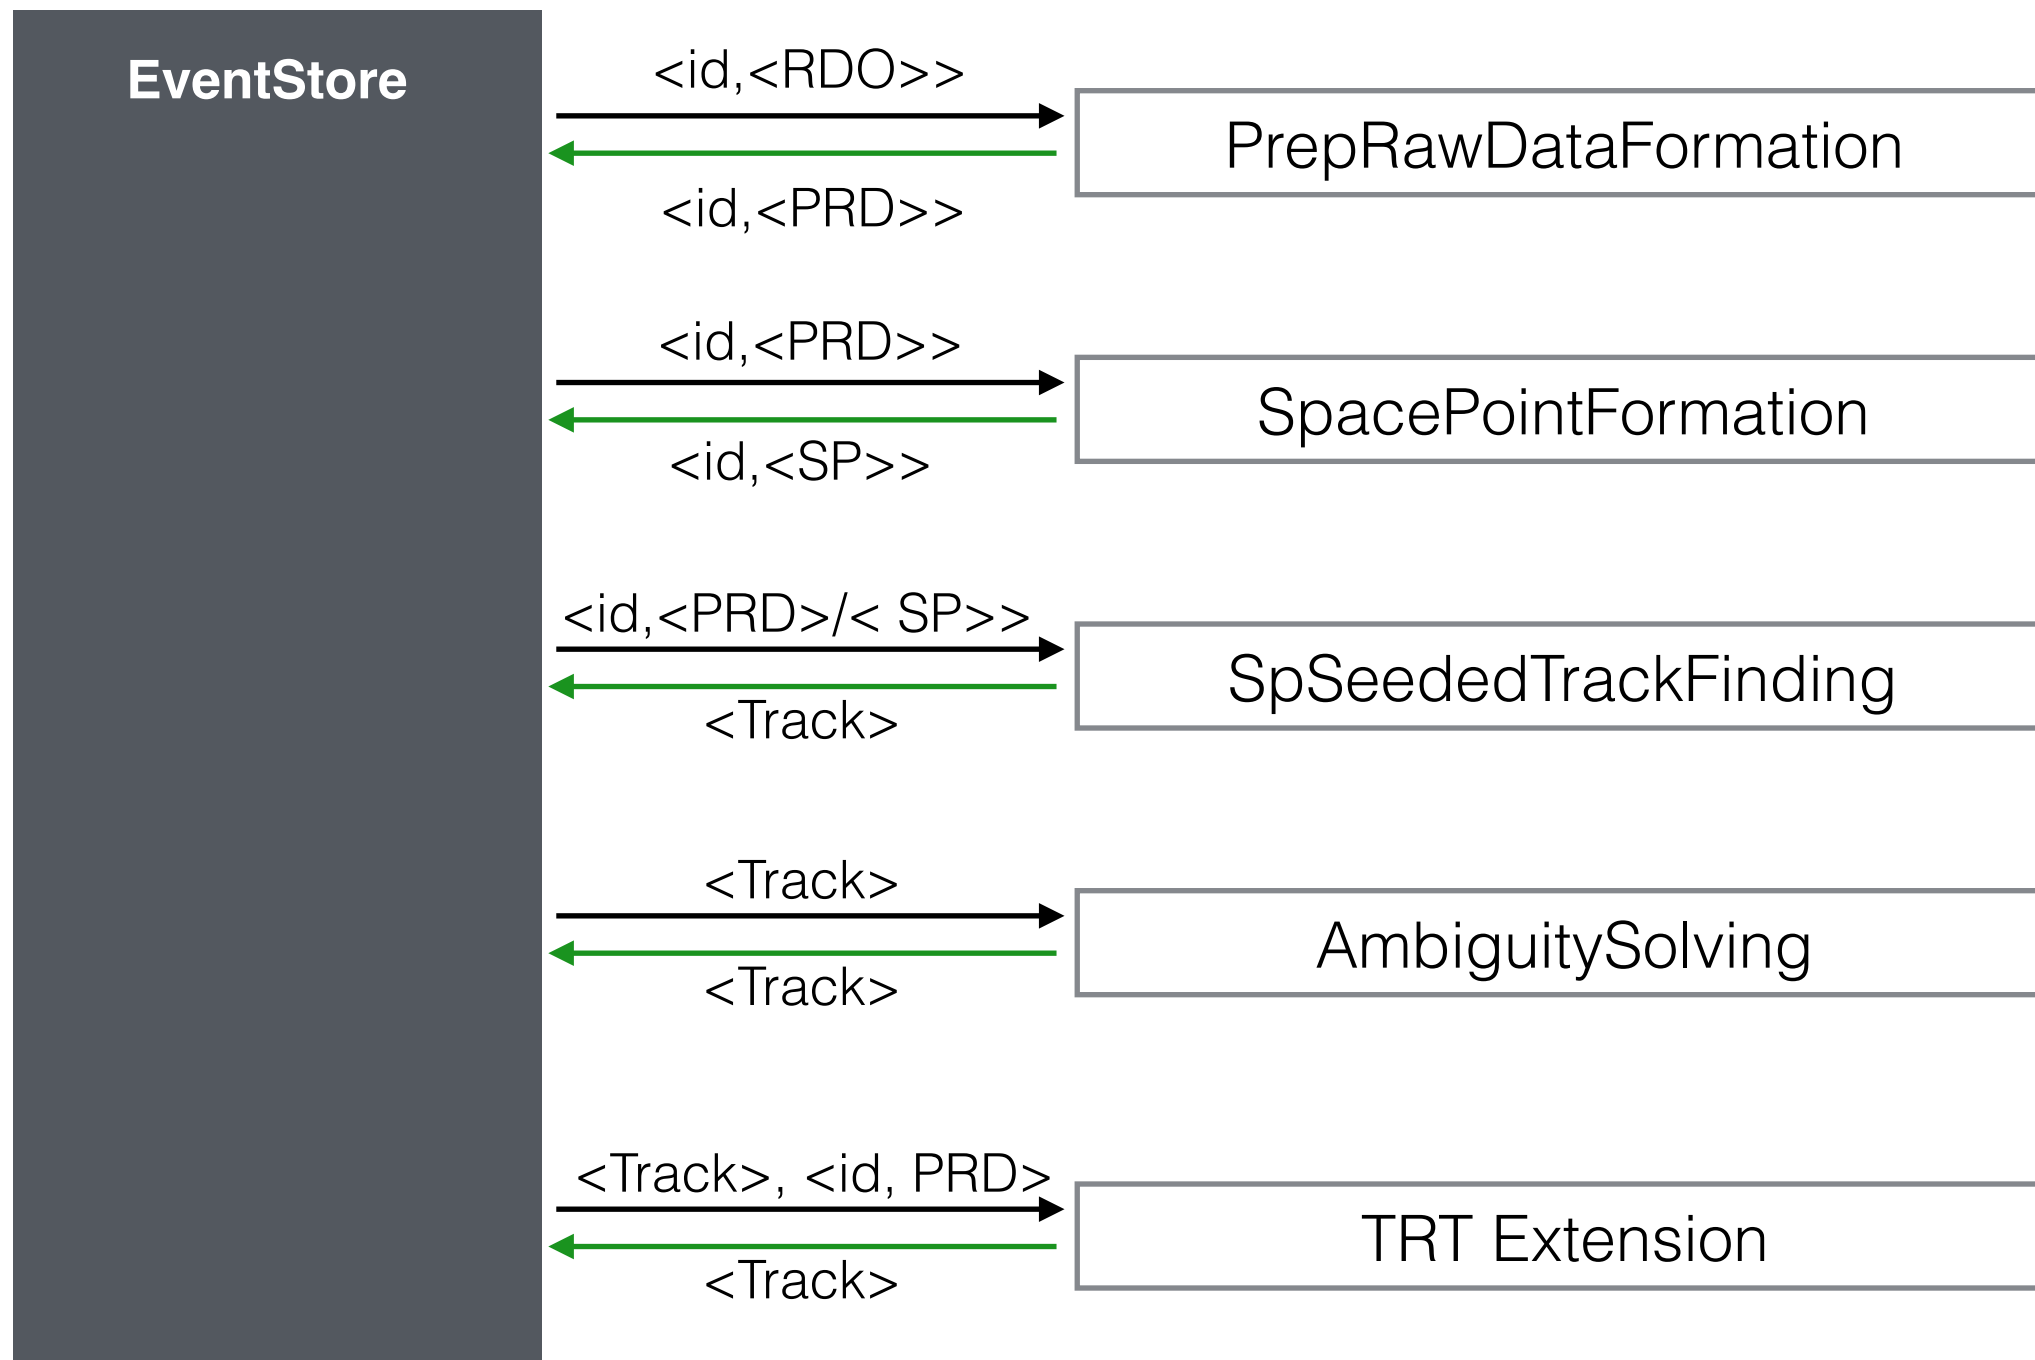 EventStore
<id,<RDO>>
PrepRawDataFormation
<id,<PRD>>
<id,<PRD>>
SpacePointFormation
<id,<SP>>
<id,<PRD>/< SP>>
SpSeededTrackFinding
<Track>
<Track>
AmbiguitySolving
<Track>
<Track>, <id, PRD>
TRT Extension
<Track>